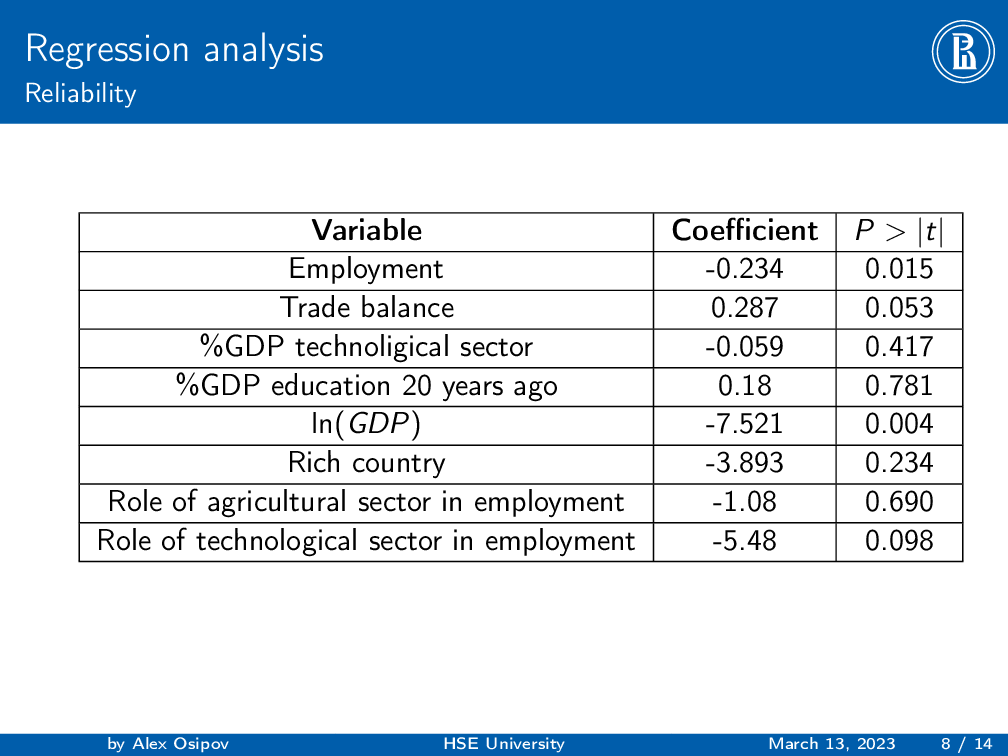 Regression analysis
Reliability
Variable Coefficient P > |t|
Employment -0.234 0.015
Trade balance 0.287 0.053
%GDP technoligical sector -0.059 0.417
%GDP education 20 years ago 0.18 0.781
ln(GDP) -7.521 0.004
Rich country -3.893 0.234
Role of agricultural sector in employment -1.08 0.690
Role of technological sector in employment -5.48 0.098
by Alex Osipov HSE University March 13, 2023 8 / 14